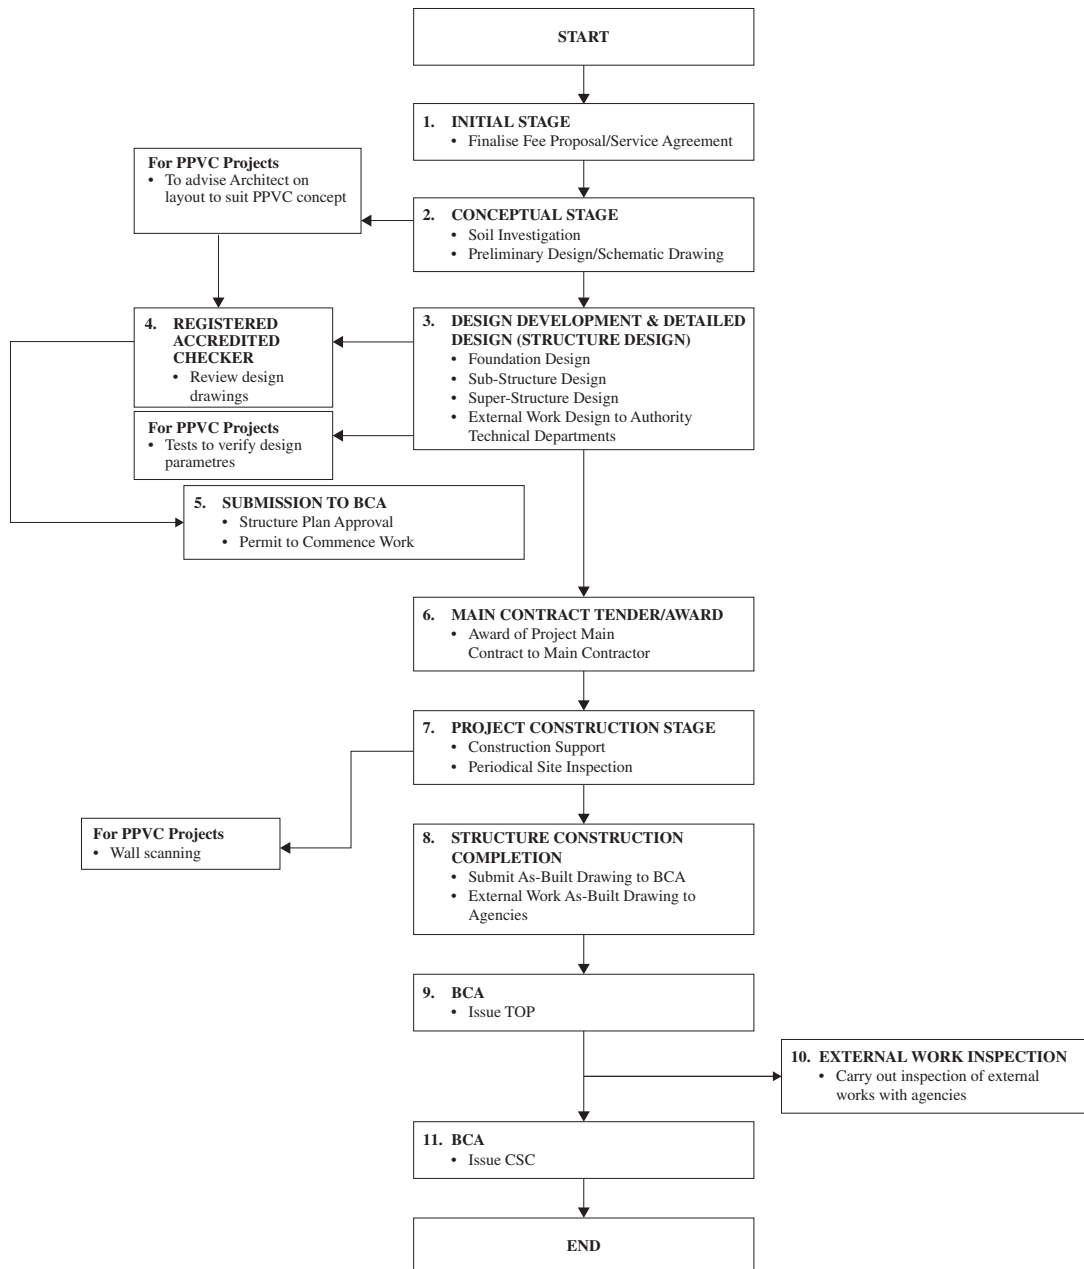 START
1. INITIAL STAGE
• Finalise Fee Proposal/Service Agreement
For PPVC Projects
• To advise Architect on
layout to suit PPVC concept
2. CONCEPTUAL STAGE
• Soil Investigation
• Preliminary Design/Schematic Drawing
4. REGISTERED
ACCREDITED
CHECKER
• Review design
drawings
3. DESIGN DEVELOPMENT & DETAILED
DESIGN (STRUCTURE DESIGN)
• Foundation Design
• Sub-Structure Design
• Super-Structure Design
• External Work Design to Authority
Technical Departments
For PPVC Projects
• Tests to verify design
parametres
5. SUBMISSION TO BCA
• Structure Plan Approval
• Permit to Commence Work
6. MAIN CONTRACT TENDER/AWARD
• Award of Project Main
Contract to Main Contractor
7. PROJECT CONSTRUCTION STAGE
• Construction Support
• Periodical Site Inspection
For PPVC Projects
• Wall scanning
8. STRUCTURE CONSTRUCTION
COMPLETION
• Submit As-Built Drawing to BCA
• External Work As-Built Drawing to
Agencies
9. BCA
• Issue TOP
10. EXTERNAL WORK INSPECTION
• Carry out inspection of external
works with agencies
11. BCA
• Issue CSC
END